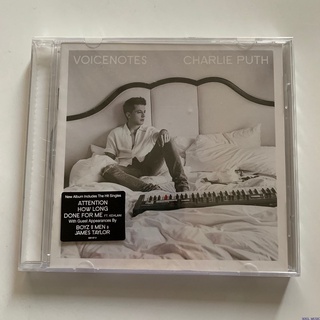 VOICENOTES CHARLIE PUTH
New Album Includes The Hit Singles
ATTENTION
HOW LONG
DONE FOR ME FT. KEHLANI
With Guest Appearances By
BOYZ II MEN &
JAMES TAYLOR